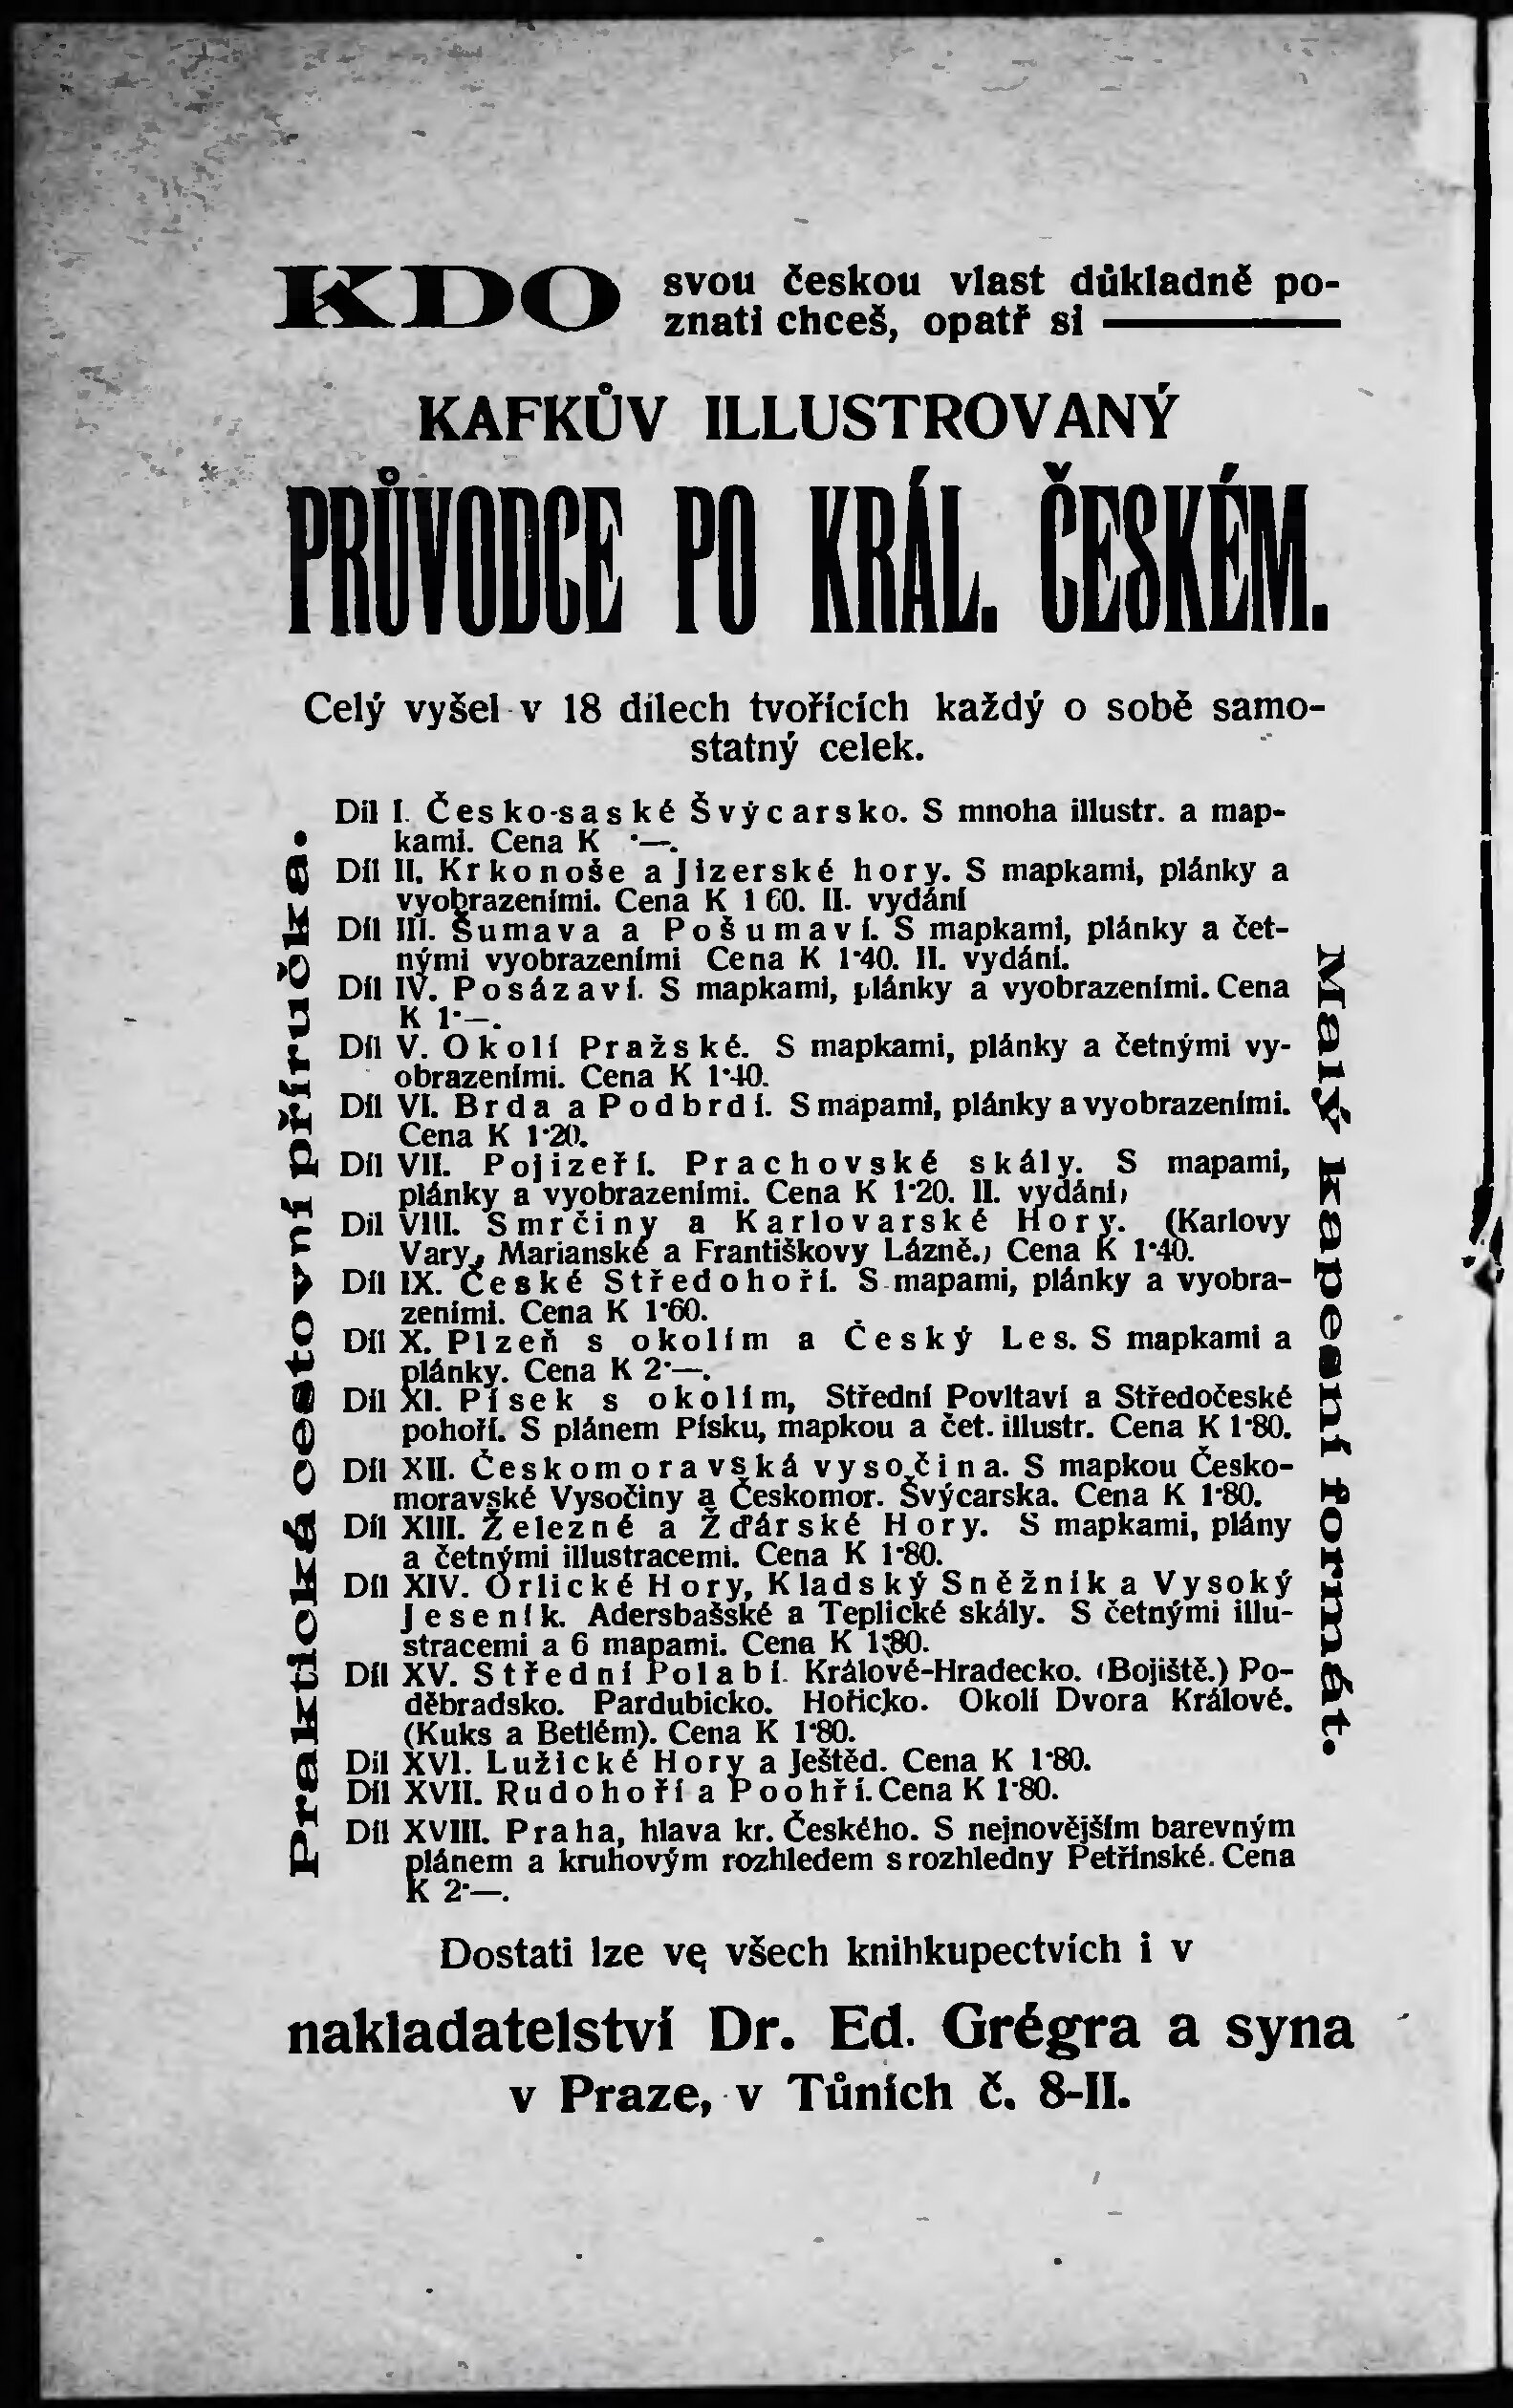 KDO svou českou vlast důkladně po-
znati chceš, opatř si
KAFKŮV ILLUSTROVANÝ
PRŮVODCE PO KRÁL. ČESKÉM.
Celý vyšel v 18 dílech tvořících každý o sobě samo-
statný celek.
Praktická cestovní příručka.
Díl I. Česko-saské Švýcarsko. S mnoha illustr. a map-
kami. Cena K ·—.
Díl II. Krkonoše a Jizerské hory. S mapkami, plánky a
vyobrazeními. Cena K 1 60. II. vydání
Díl III. Šumava a Pošumaví. S mapkami, plánky a čet-
nými vyobrazeními Cena K 1·40. II. vydání.
Díl IV. Posázaví. S mapkami, plánky a vyobrazeními. Cena
K 1·—.
Díl V. Okolí Pražské. S mapkami, plánky a četnými vy-
obrazeními. Cena K 1·40.
Díl VI. Brda a Podbrdí. S mapami, plánky a vyobrazeními.
Cena K 1·20.
Díl VII. Pojizeří. Prachovské skály. S mapami,
plánky a vyobrazeními. Cena K 1·20. II. vydání,
Díl VIII. Smrčiny a Karlovarské Hory. (Karlovy
Vary, Marianské a Františkovy Lázně.) Cena K 1·40.
Díl IX. České Středohoří. S mapami, plánky a vyobra-
zeními. Cena K 1·60.
Díl X. Plzeň s okolím a Český Les. S mapkami a
plánky. Cena K 2·—.
Díl XI. Písek s okolím, Střední Povltaví a Středočeské
pohoří. S plánem Písku, mapkou a čet. illustr. Cena K 1·80.
Díl XII. Českomoravská vysočina. S mapkou Česko-
moravské Vysočiny a Českomor. Švýcarska. Cena K 1·80.
Díl XIII. Železné a Žďárské Hory. S mapkami, plány
a četnými illustracemi. Cena K 1·80.
Díl XIV. Orlické Hory, Kladský Sněžník a Vysoký
Jeseník. Adersbašské a Teplické skály. S četnými illu-
stracemi a 6 mapami. Cena K 1·80.
Díl XV. Střední Polabí. Králové-Hradecko. (Bojiště.) Po-
děbradsko. Pardubicko. Hořicko. Okolí Dvora Králové.
(Kuks a Betlém). Cena K 1·80.
Díl XVI. Lužické Hory a Ještěd. Cena K 1·80.
Díl XVII. Rudohoří a Poohří. Cena K 1·80.
Díl XVIII. Praha, hlava kr. Českého. S nejnovějším barevným
plánem a kruhovým rozhledem s rozhledny Petřínské. Cena
K 2·—.
Malý kapesní formát.
Dostati lze ve všech knihkupectvích i v
nakladatelství Dr. Ed. Grégra a syna
v Praze, v Tůních č. 8-II.